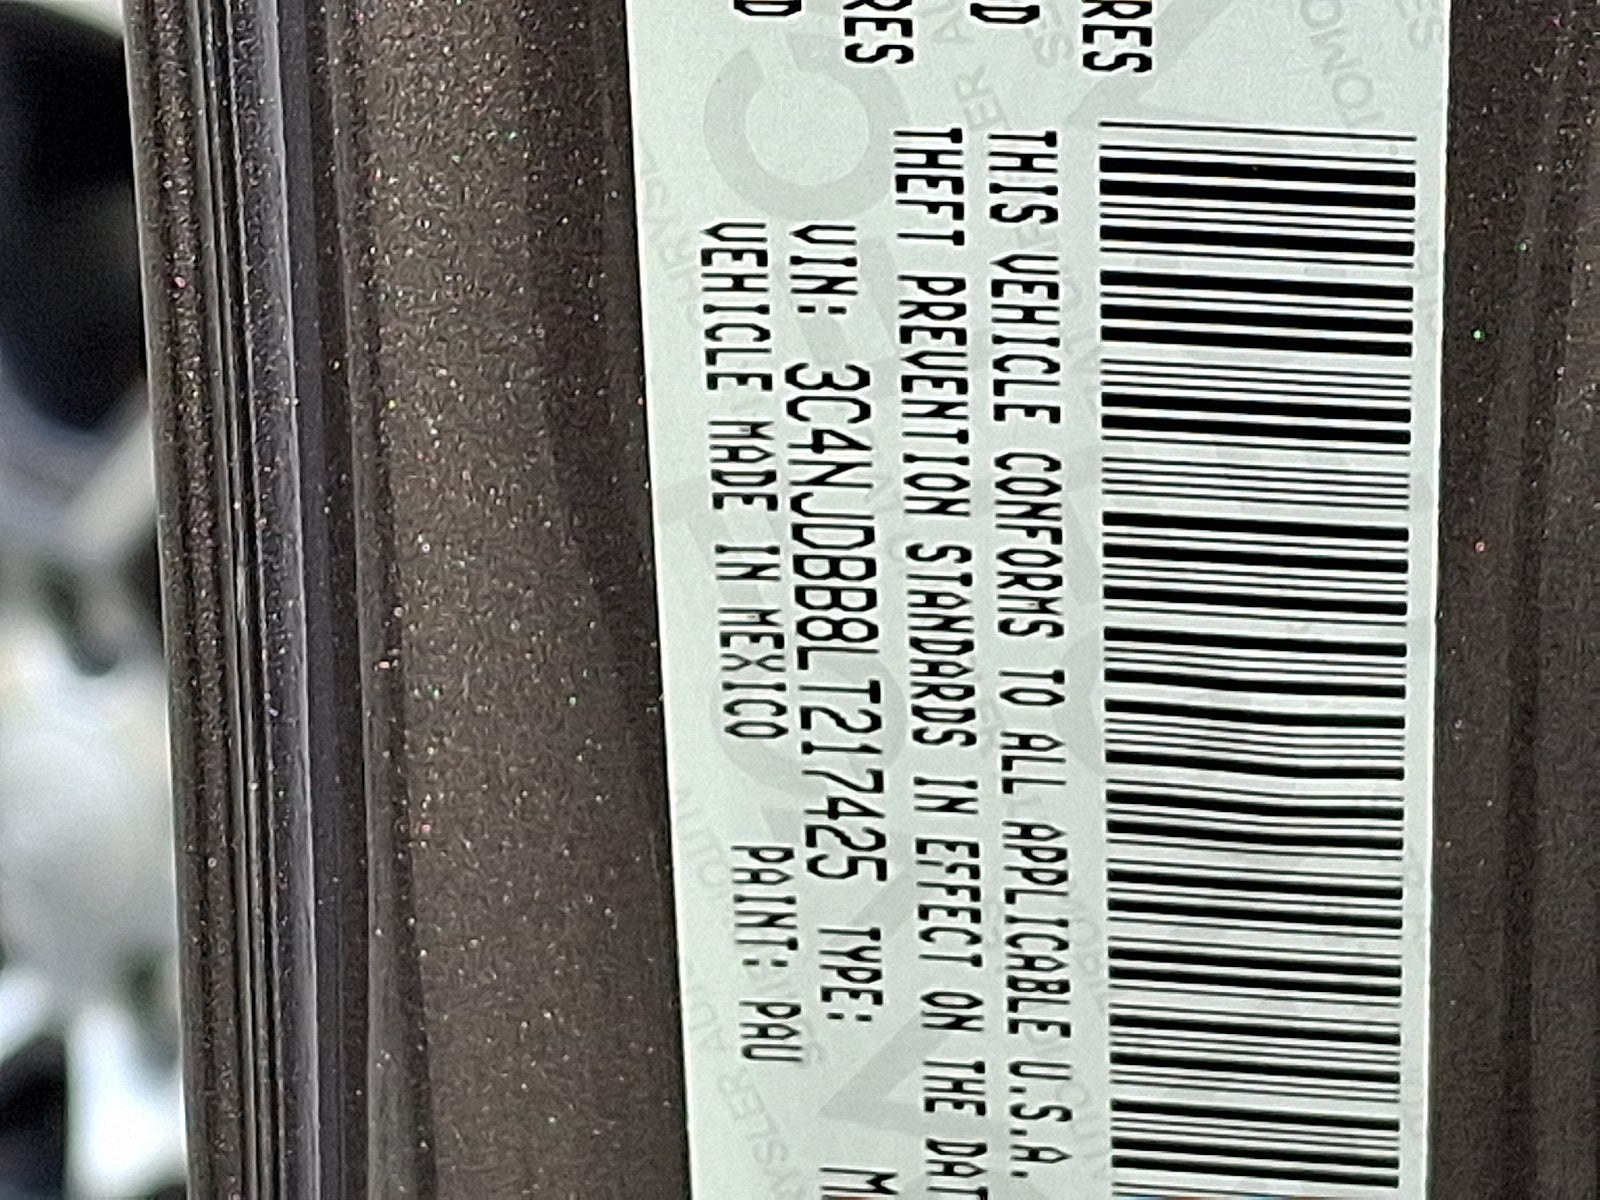 RES
THIS VEHICLE CONFORMS TO ALL APPLICABLE U.S.A.
THEFT PREVENTION STANDARDS IN EFFECT ON THE DAT
VIN: 3C4NJDBB8LT217425 TYPE: M
VEHICLE MADE IN MEXICO PAINT: PAU